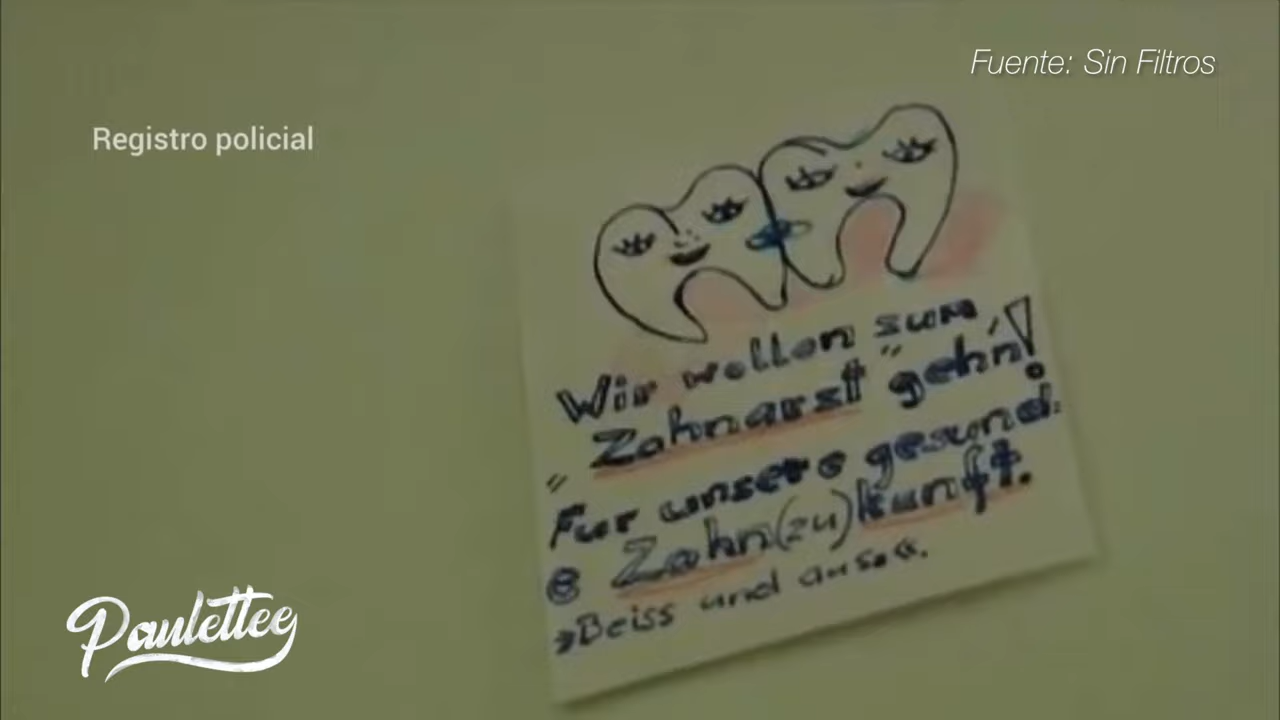 Fuente: Sin Filtros
Registro policial
Wir wollen zum
"Zahnarzt" gehn!
Für unsere gesund.
e Zahn(zu)kunft.
Beiss und
Paulettee